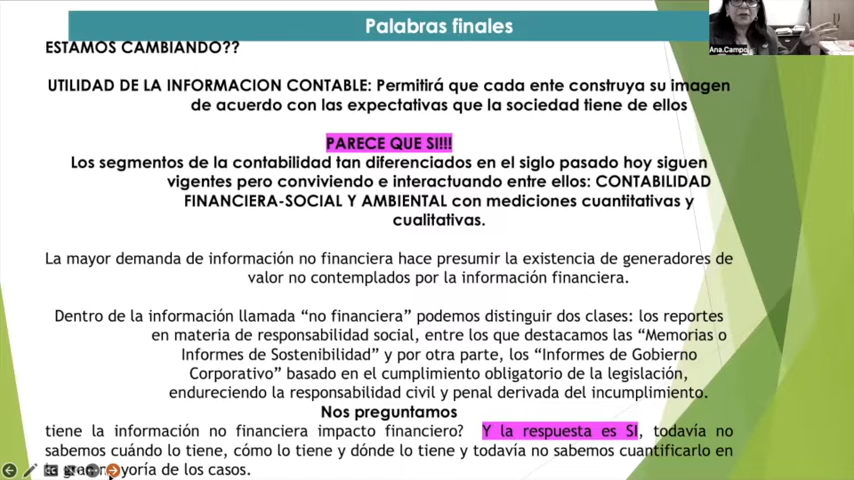 Palabras finales
Ana.Campo
ESTAMOS CAMBIANDO??
UTILIDAD DE LA INFORMACION CONTABLE: Permitirá que cada ente construya su imagen
de acuerdo con las expectativas que la sociedad tiene de ellos
PARECE QUE SI!!!
Los segmentos de la contabilidad tan diferenciados en el siglo pasado hoy siguen
vigentes pero conviviendo e interactuando entre ellos: CONTABILIDAD
FINANCIERA-SOCIAL Y AMBIENTAL con mediciones cuantitativas y
cualitativas.
La mayor demanda de información no financiera hace presumir la existencia de generadores de
valor no contemplados por la información financiera.
Dentro de la información llamada “no financiera” podemos distinguir dos clases: los reportes
en materia de responsabilidad social, entre los que destacamos las “Memorias o
Informes de Sostenibilidad” y por otra parte, los “Informes de Gobierno
Corporativo” basado en el cumplimiento obligatorio de la legislación,
endureciendo la responsabilidad civil y penal derivada del incumplimiento.
Nos preguntamos
tiene la información no financiera impacto financiero? Y la respuesta es SI, todavía no
sabemos cuándo lo tiene, cómo lo tiene y dónde lo tiene y todavía no sabemos cuantificarlo en
de los casos.